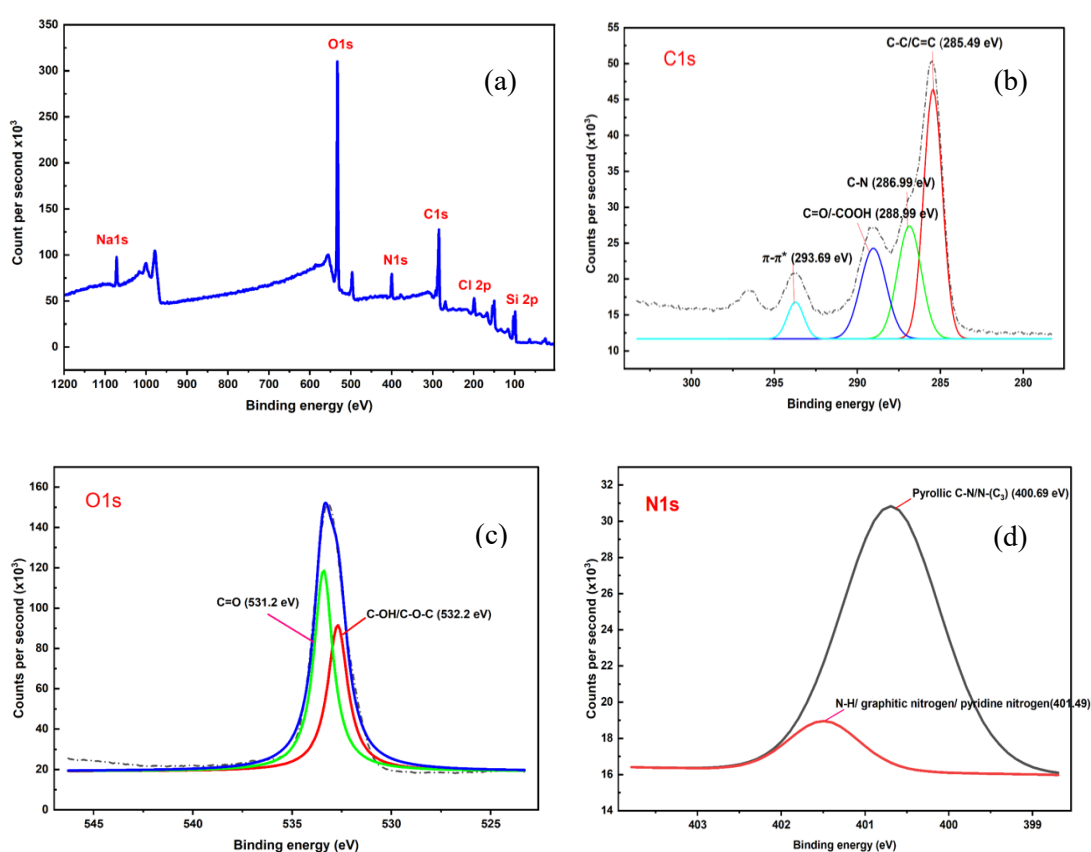 350
300
250
200
150
100
50
0
Count per second x10³
O1s
(a)
Na1s
N1s
C1s
Cl 2p
Si 2p
1200 1100 1000 900 800 700 600 500 400 300 200 100
Binding energy (eV)
55
50
45
40
35
30
25
20
15
10
Counts per second (x10³)
C1s
C-C/C=C (285.49 eV)
(b)
C-N (286.99 eV)
C=O/-COOH (288.99 eV)
π-π* (293.69 eV)
300 295 290 285 280
Binding energy (eV)
160
140
120
100
80
60
40
20
0
Counts per second (x10³)
O1s
(c)
C=O (531.2 eV)
C-OH/C-O-C (532.2 eV)
545 540 535 533 530 525
Binding energy (eV)
32
30
28
26
24
22
20
18
16
14
Counts per second (x10³)
N1s
Pyrollic C-N/N-(C₃) (400.69 eV)
(d)
N-H/ graphitic nitrogen/ pyridine nitrogen(401.49)
403 402 401 400 399
Binding energy (eV)